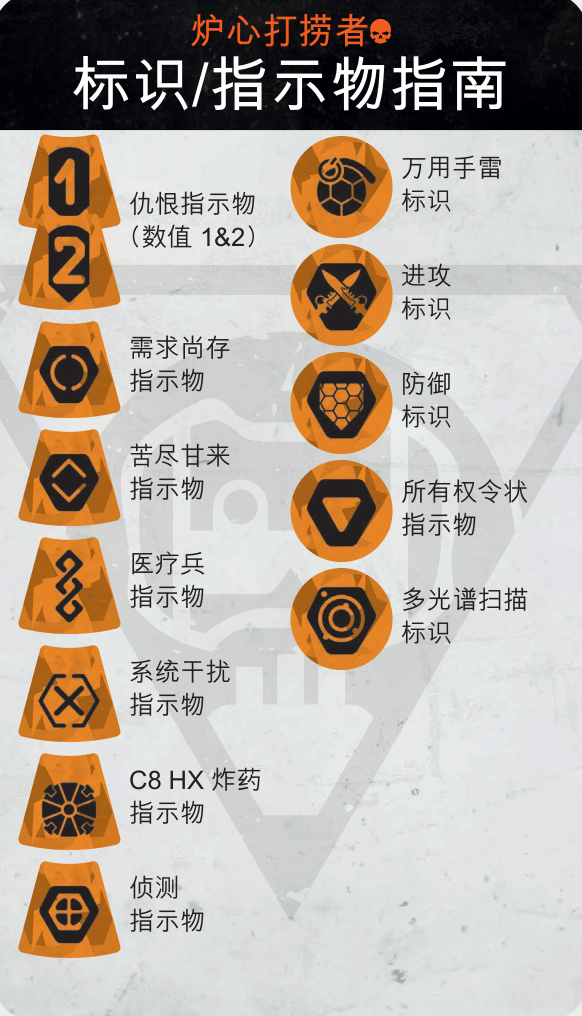 炉心打捞者
标识/指示物指南
1
2
仇恨指示物
（数值 1&2）
需求尚存
指示物
苦尽甘来
指示物
医疗兵
指示物
系统干扰
指示物
C8 HX 炸药
指示物
侦测
指示物
万用手雷
标识
进攻
标识
防御
标识
所有权令状
指示物
多光谱扫描
标识